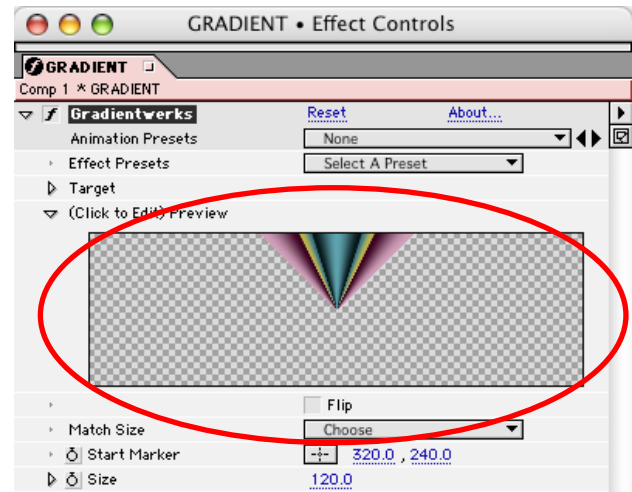 GRADIENT • Effect Controls
GRADIENT
Comp 1 * GRADIENT
Gradientwerks Reset About...
Animation Presets None
Effect Presets Select A Preset
Target
(Click to Edit) Preview
Flip
Match Size Choose
Start Marker 320.0 , 240.0
Size 120.0